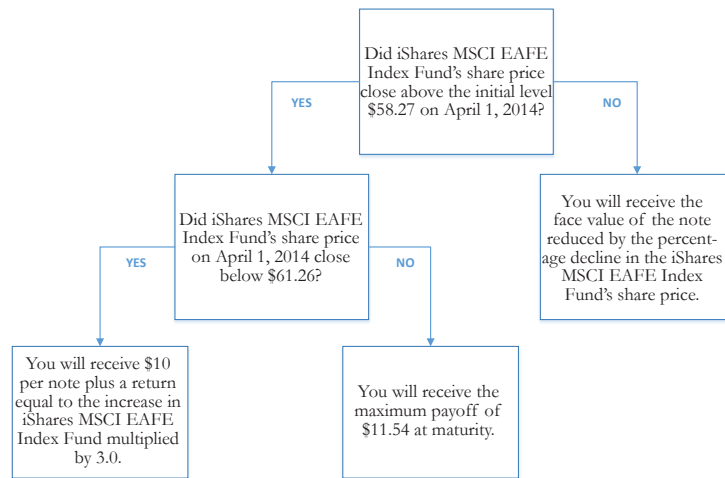 Did iShares MSCI EAFE
Index Fund's share price
close above the initial level
$58.27 on April 1, 2014?
YES
NO
Did iShares MSCI EAFE
Index Fund's share price
on April 1, 2014 close
below $61.26?
You will receive the
face value of the note
reduced by the percent-
age decline in the iShares
MSCI EAFE Index
Fund's share price.
YES
NO
You will receive $10
per note plus a return
equal to the increase in
iShares MSCI EAFE
Index Fund multiplied
by 3.0.
You will receive the
maximum payoff of
$11.54 at maturity.